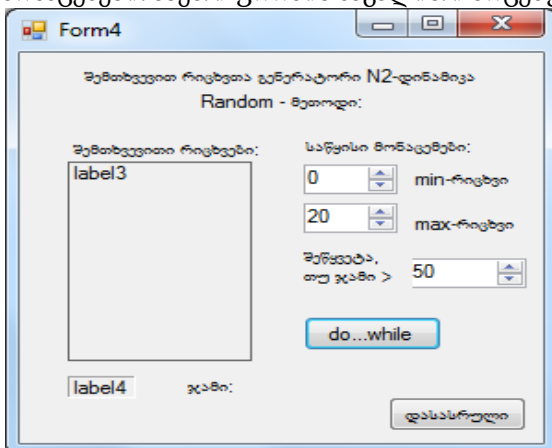 Form4
შემთხვევით რიცხვთა გენერატორი N2-დინამიკა
Random - მეთოდი:
შემთხვევითი რიცხვები:
label3
საწყისი მონაცემები:
0 min-რიცხვი
20 max-რიცხვი
შეწყვეტა,
თუ ჯამი > 50
do...while
label4 ჯამი:
დასასრული